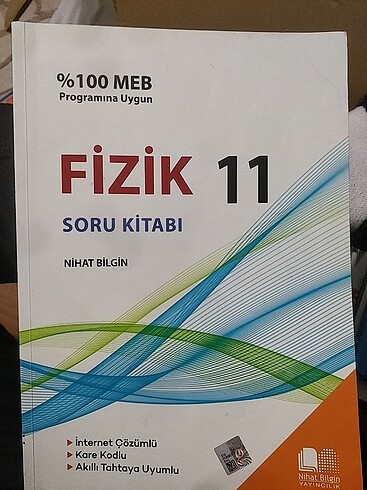 %100 MEB
Programına Uygun
FİZİK 11
SORU KİTABI
NİHAT BİLGİN
İnternet Çözümlü
Kare Kodlu
Akıllı Tahtaya Uyumlu
Nihat Bilgin
YAYINCILIK